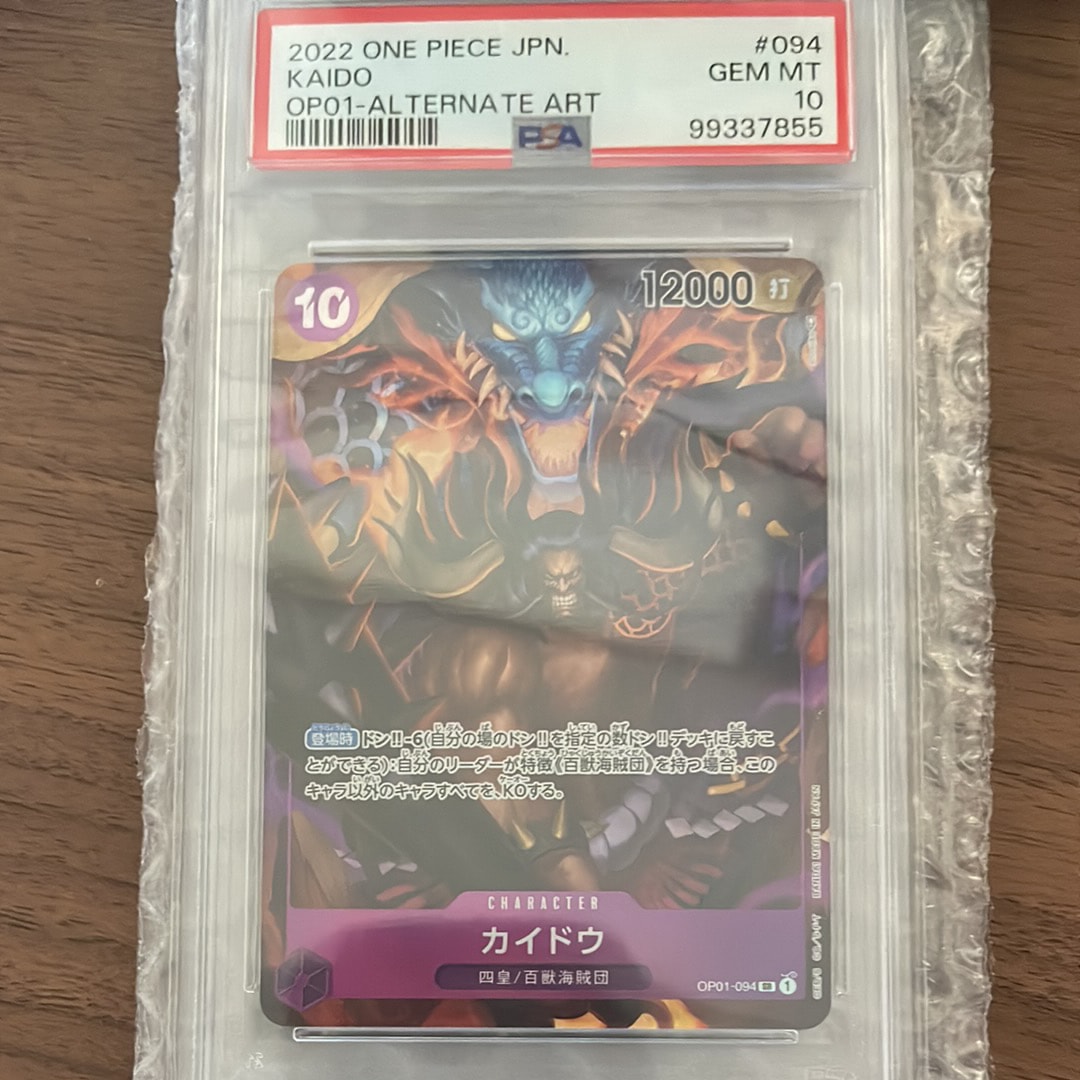 2022 ONE PIECE JPN.
#094
KAIDO
GEM MT
OP01-ALTERNATE ART
10
PSA
99337855
10
12000 打
登場時 ドン!!-6(自分の場のドン!!を指定の数ドン!!デッキに戻すこ
とができる):自分のリーダーが特徴《百獣海賊団》を持つ場合、この
キャラ以外のキャラすべてを、KOする。
BANDAI MADE IN JAPAN
CHARACTER
カイドウ
四皇/百獣海賊団
OP01-094
1